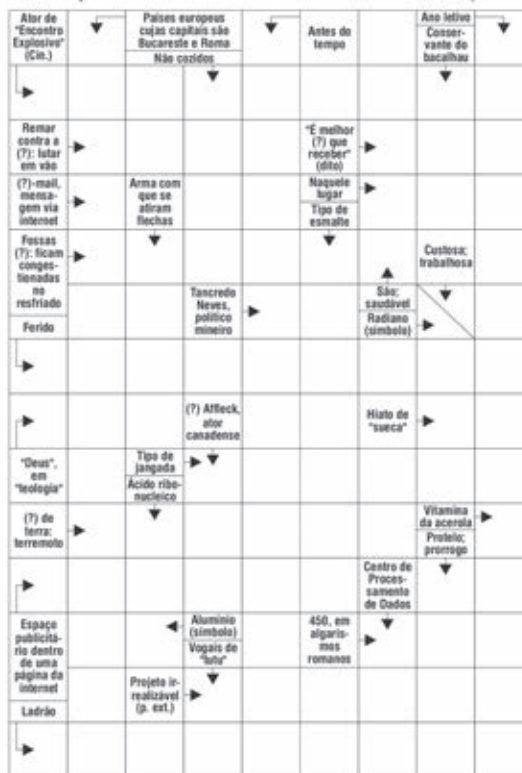 Ator de
"Encontro
Explosivo"
(Cin.)
Países europeus
cujas capitais são
Bucareste e Roma
Não cozidos
Antes do
tempo
Ano letivo
Conser-
vante do
bacalhau
Remar
contra a
(?): lutar
em vão
"É melhor
(?) que
receber"
(dito)
(?)-mail,
mensa-
gem via
internet
Arma com
que se
atiram
flechas
Naquele
lugar
Tipo de
esmalte
Fossas
(?): ficam
conges-
tionadas
no
resfriado
Ferido
Custosa;
trabalhosa
Tancredo
Neves,
político
mineiro
São;
saudável
Radiano
(símbolo)
(?) Affleck,
ator
canadense
Hiato de
"sueca"
"Deus",
em
"teologia"
Tipo de
jangada
Ácido ribo-
nucleico
(?) de
terra:
terremoto
Vitamina
da acerola
Protelo;
prorrogo
Centro de
Proces-
samento
de Dados
Espaço
publicitá-
rio dentro
de uma
página da
internet
Ladrão
Alumínio
(símbolo)
Vogais de
"tutu"
450, em
algaris-
mos
romanos
Projeto ir-
realizável
(p. ext.)